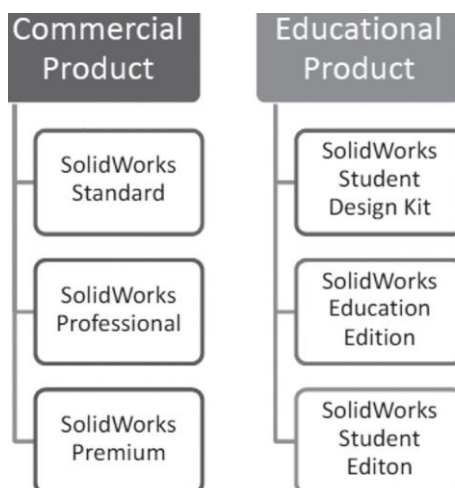 Commercial
Product
SolidWorks
Standard
SolidWorks
Professional
SolidWorks
Premium
Educational
Product
SolidWorks
Student
Design Kit
SolidWorks
Education
Edition
SolidWorks
Student
Editon